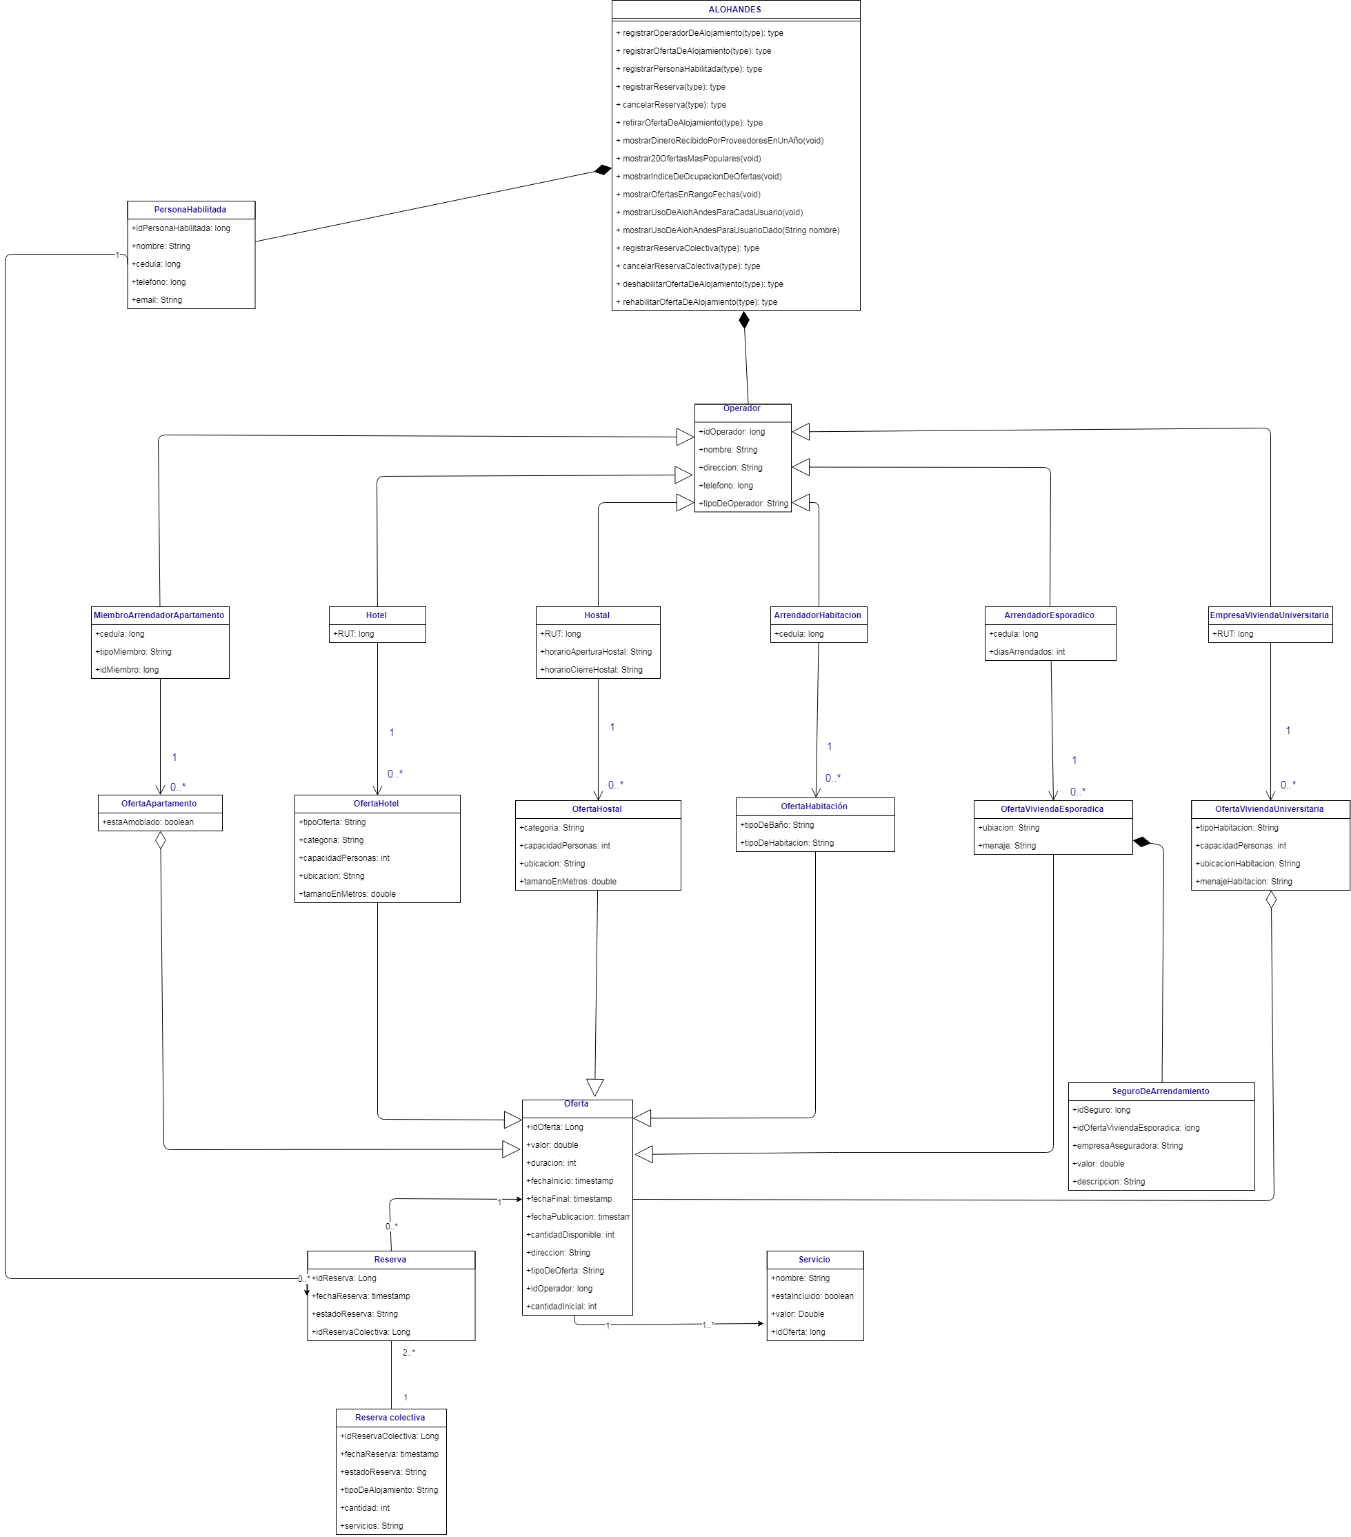 ALOHANDES
+ registrarOperadorDeAlojamiento(type): type
+ registrarOfertaDeAlojamiento(type): type
+ registrarPersonaHabilitada(type): type
+ registrarReserva(type): type
+ cancelarReserva(type): type
+ retirarOfertaDeAlojamiento(type): type
+ mostrarDineroRecibidoPorProveedoresEnUnAño(void)
+ mostrar20OfertasMasPopulares(void)
+ mostrarIndiceDeOcupacionDeOfertas(void)
+ mostrarOfertasEnRangoFechas(void)
+ mostrarUsoDeAlohAndesParaCadaUsuario(void)
+ mostrarUsoDeAlohAndesParaUsuarioDado(String nombre)
+ registrarReservaColectiva(type): type
+ cancelarReservaColectiva(type): type
+ deshabilitarOfertaDeAlojamiento(type): type
+ rehabilitarOfertaDeAlojamiento(type): type
PersonaHabilitada
+idPersonaHabilitada: long
+nombre: String
+cedula: long
+telefono: long
+email: String
1
Operador
+idOperador: long
+nombre: String
+direccion: String
+telefono: long
+tipoDeOperador: String
MiembroArrendadorApartamento
+cedula: long
+tipoMiembro: String
+idMiembro: long
Hotel
+RUT: long
Hostal
+RUT: long
+horarioAperturaHostal: String
+horarioCierreHostal: String
ArrendadorHabitacion
+cedula: long
ArrendadorEsporadico
+cedula: long
+diasArrendados: int
EmpresaViviendaUniversitaria
+RUT: long
1
0..*
1
0..*
1
0..*
1
0..*
1
0..*
1
0..*
OfertaApartamento
+estaAmoblado: boolean
OfertaHotel
+tipoOferta: String
+categoria: String
+capacidadPersonas: int
+ubicacion: String
+tamanoEnMetros: double
OfertaHostal
+categoria: String
+capacidadPersonas: int
+ubicacion: String
+tamanoEnMetros: double
OfertaHabitación
+tipoDeBaño: String
+tipoDeHabitacion: String
OfertaViviendaEsporadica
+ubiacion: String
+menaje: String
OfertaViviendaUniversitaria
+tipoHabitacion: String
+capacidadPersonas: int
+ubicacionHabitacion: String
+menajeHabitacion: String
SeguroDeArrendamiento
+idSeguro: long
+idOfertaViviendaEsporadica: long
+empresaAseguradora: String
+valor: double
+descripcion: String
Oferta
+idOferta: Long
+valor: double
+duracion: int
+fechaInicio: timestamp
+fechaFinal: timestamp
+fechaPublicacion: timestam
+cantidadDisponible: int
+direccion: String
+tipoDeOferta: String
+idOperador: long
+cantidadInicial: int
1
0..*
Reserva
0..*
+idReserva: Long
+fechaReserva: timestamp
+estadoReserva: String
+idReservaColectiva: Long
Servicio
+nombre: String
+estaIncluido: boolean
+valor: Double
+idOferta: long
1
1..*
2..*
1
Reserva colectiva
+idReservaColectiva: Long
+fechaReserva: timestamp
+estadoReserva: String
+tipoDeAlojamiento: String
+cantidad: int
+servicios: String